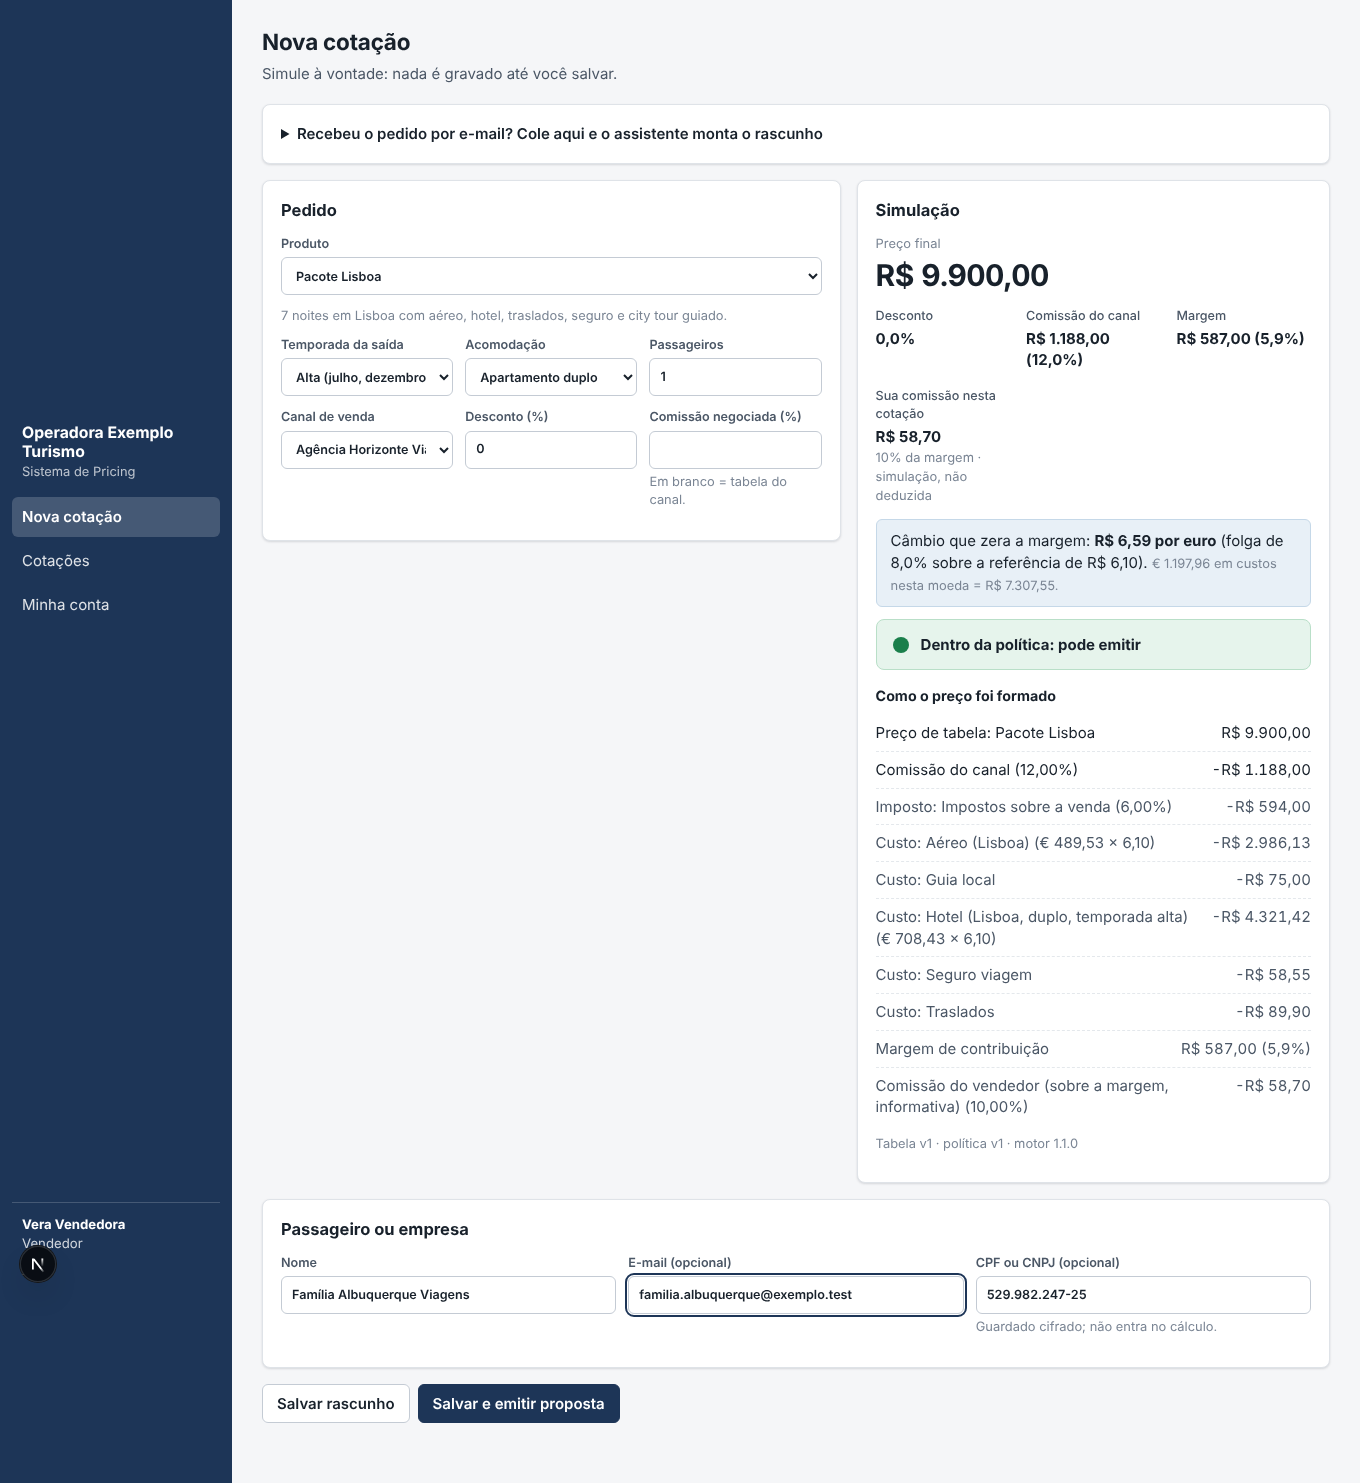 Operadora Exemplo
Turismo
Sistema de Pricing
Nova cotação
Cotações
Minha conta
Vera Vendedora
Vendedor
N
Nova cotação
Simule à vontade: nada é gravado até você salvar.
Recebeu o pedido por e-mail? Cole aqui e o assistente monta o rascunho
Pedido
Produto
Pacote Lisboa
7 noites em Lisboa com aéreo, hotel, traslados, seguro e city tour guiado.
Temporada da saída
Acomodação
Passageiros
Alta (julho, dezembro
Apartamento duplo
1
Canal de venda
Desconto (%)
Comissão negociada (%)
Agência Horizonte Via
0
Em branco = tabela do
canal.
Simulação
Preço final
R$ 9.900,00
Desconto
Comissão do canal
Margem
0,0%
R$ 1.188,00
(12,0%)
R$ 587,00 (5,9%)
Sua comissão nesta
cotação
R$ 58,70
10% da margem ·
simulação, não
deduzida
Câmbio que zera a margem: R$ 6,59 por euro (folga de
8,0% sobre a referência de R$ 6,10). € 1.197,96 em custos
nesta moeda = R$ 7.307,55.
Dentro da política: pode emitir
Como o preço foi formado
Preço de tabela: Pacote Lisboa R$ 9.900,00
Comissão do canal (12,00%) -R$ 1.188,00
Imposto: Impostos sobre a venda (6,00%) -R$ 594,00
Custo: Aéreo (Lisboa) (€ 489,53 × 6,10) -R$ 2.986,13
Custo: Guia local -R$ 75,00
Custo: Hotel (Lisboa, duplo, temporada alta) -R$ 4.321,42
(€ 708,43 × 6,10)
Custo: Seguro viagem -R$ 58,55
Custo: Traslados -R$ 89,90
Margem de contribuição R$ 587,00 (5,9%)
Comissão do vendedor (sobre a margem, -R$ 58,70
informativa) (10,00%)
Tabela v1 · política v1 · motor 1.1.0
Passageiro ou empresa
Nome
E-mail (opcional)
CPF ou CNPJ (opcional)
Família Albuquerque Viagens
familia.albuquerque@exemplo.test
529.982.247-25
Guardado cifrado; não entra no cálculo.
Salvar rascunho
Salvar e emitir proposta